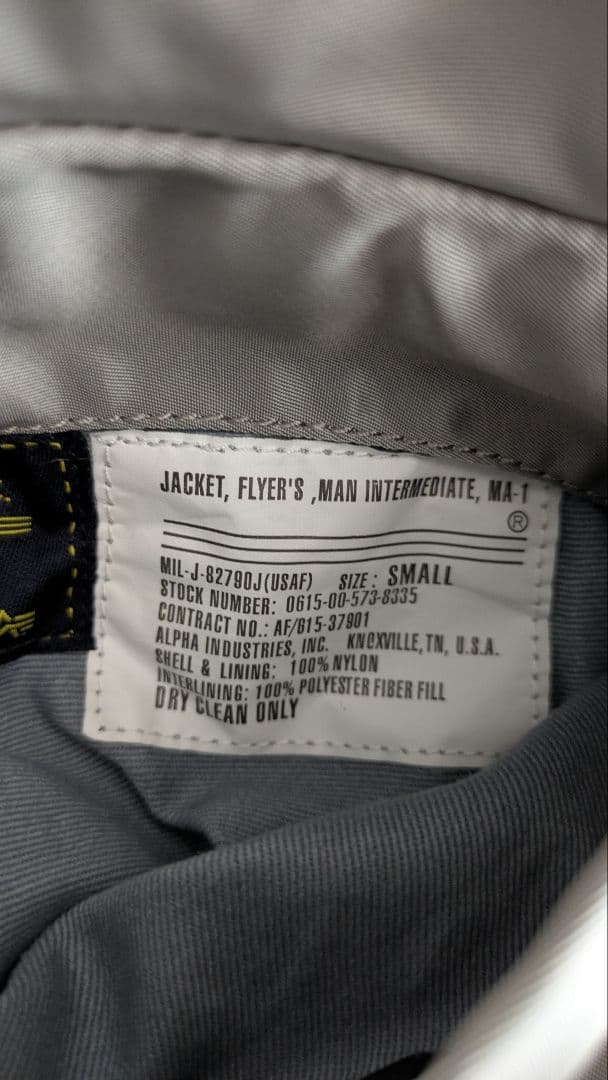 JACKET, FLYER'S ,MAN INTERMEDIATE, MA-1
®
MIL-J-82790J(USAF) SIZE: SMALL
STOCK NUMBER: 0615-00-573-8335
CONTRACT NO.: AF/615-37901
ALPHA INDUSTRIES, INC. KNOXVILLE, TN, U.S.A.
SHELL & LINING: 100% NYLON
INTERLINING: 100% POLYESTER FIBER FILL
DRY CLEAN ONLY